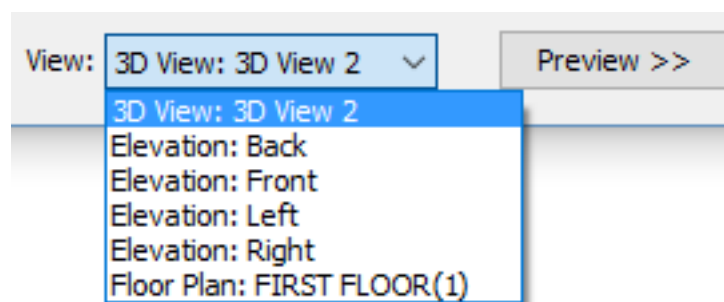 View: 3D View: 3D View 2 Preview >>
3D View: 3D View 2
Elevation: Back
Elevation: Front
Elevation: Left
Elevation: Right
Floor Plan: FIRST FLOOR(1)